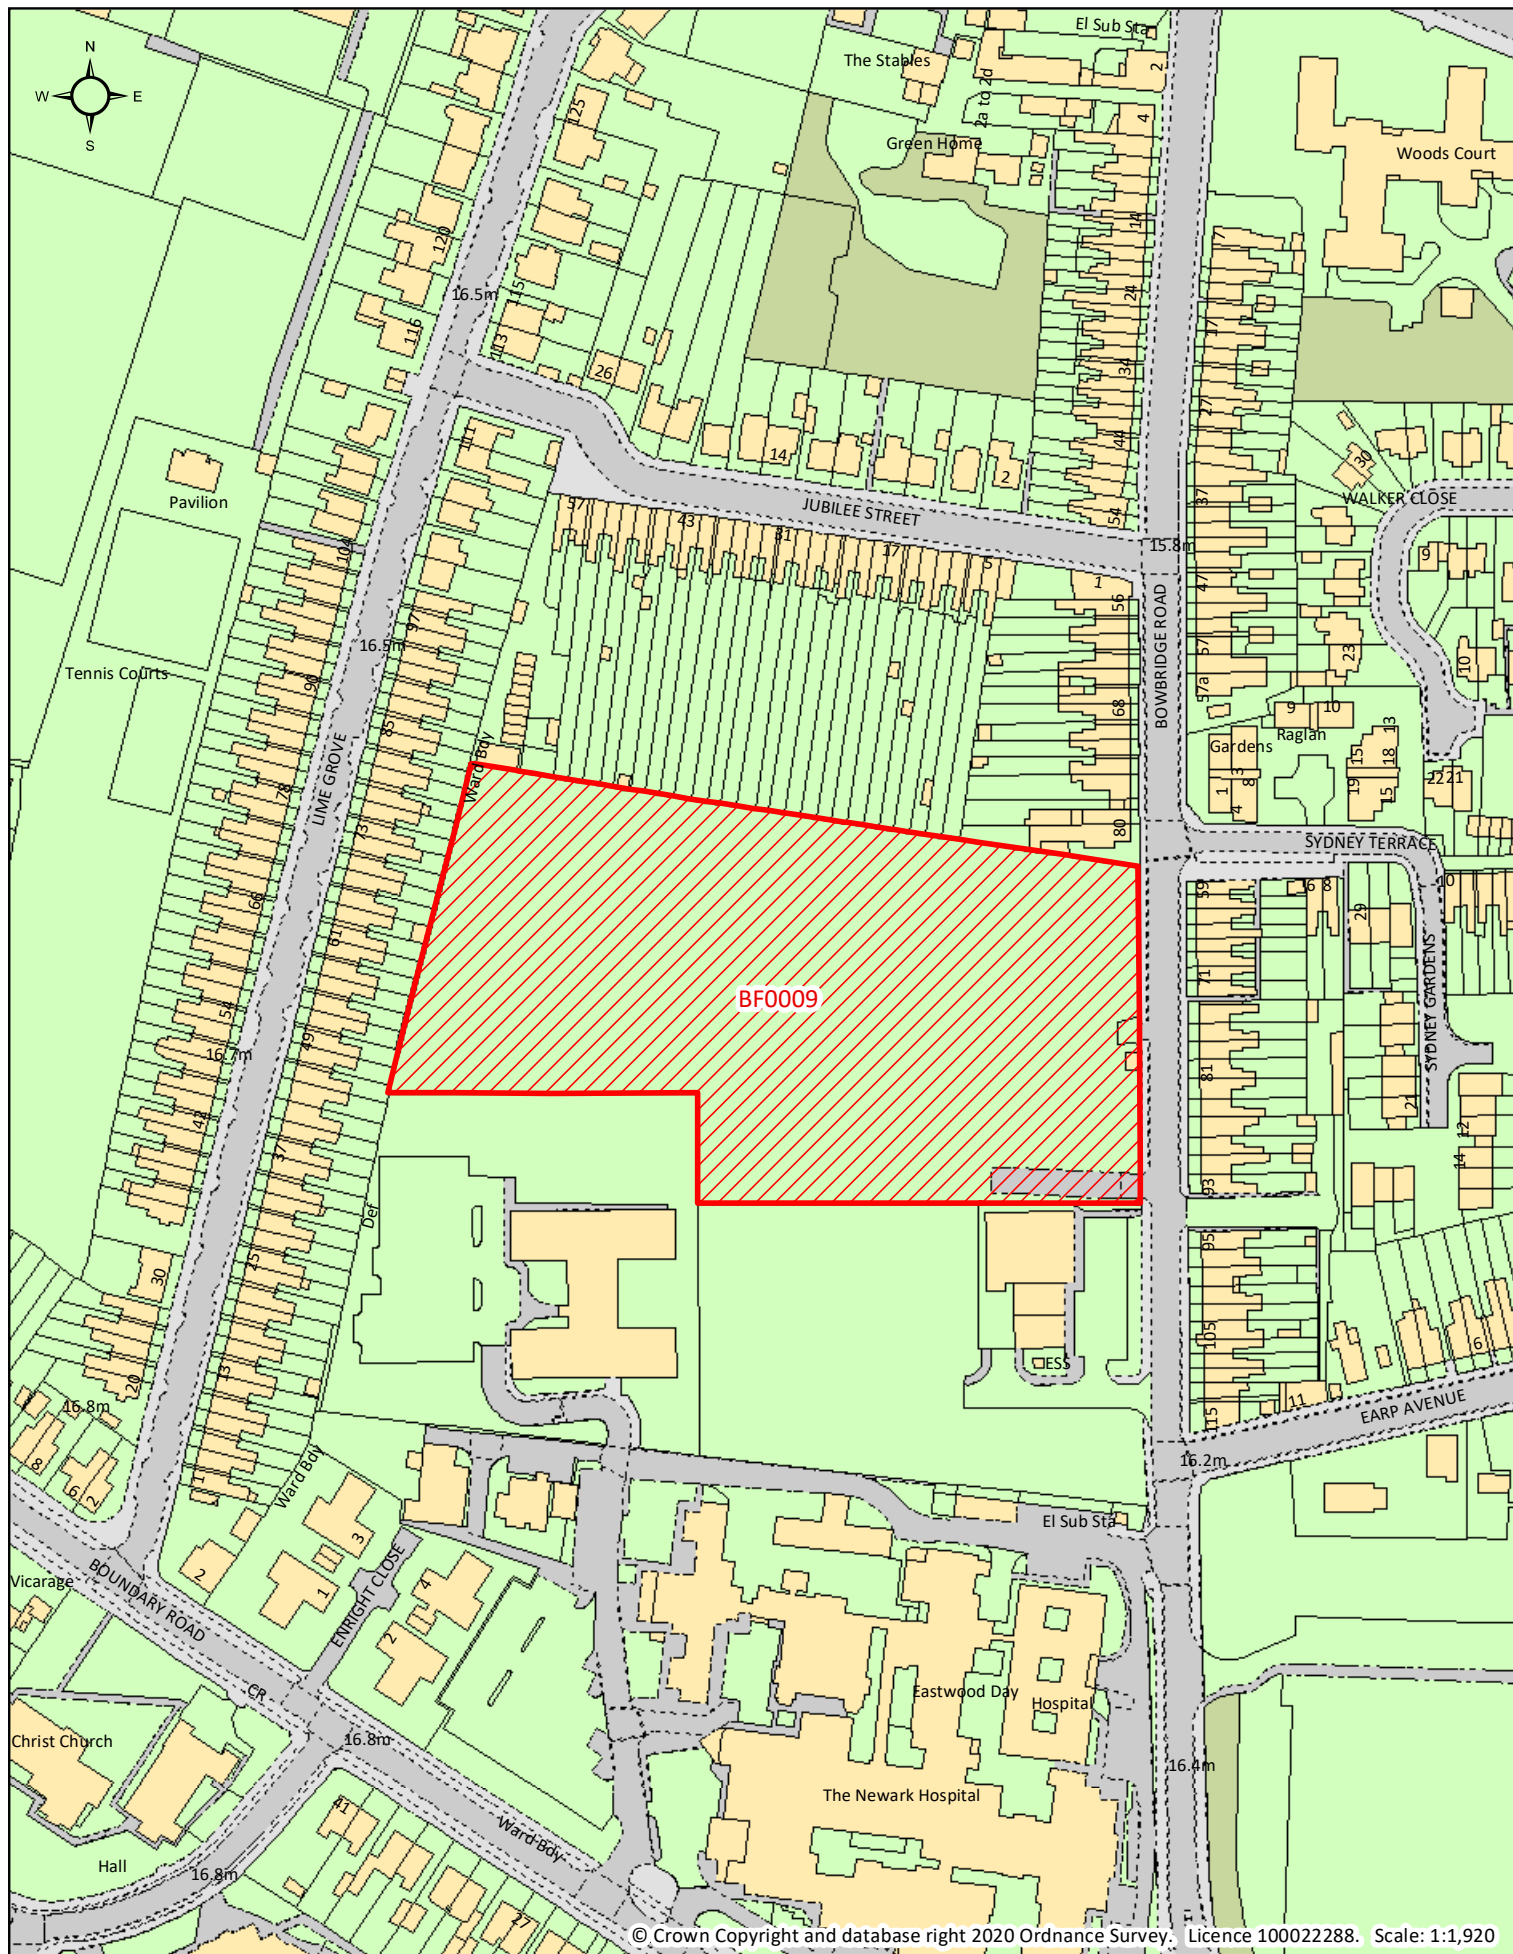 El Sub Sta
The Stables
2a to 2d
2
4
N
W
E
S
125
Green Home
Woods Court
14
120
7
16.5m
115
24
17
116
113
34
26
27
111
44
14
30
2
WALKER CLOSE
Pavilion
57
43
JUBILEE STREET
54
37
31
17
5
15.8m
104
9
1
56
47
97
BOWBRIDGE ROAD
57
23
10
16.5m
Tennis Courts
90
57a
68
9
10
85
Raglan
Gardens
13
15
18
Ward Bdy
LIME GROVE
78
3
1
8
4
19
15
22
21
73
80
SYDNEY TERRACE
66
59
6
8
10
29
61
SYDNEY GARDENS
71
BF0009
54
49
16.7m
81
42
21
12
37
14
93
Def
25
95
30
105
6
13
ESS
20
16.8m
115
11
EARP AVENUE
8
1
Ward Bdy
16.2m
6
2
3
El Sub Sta
Vicarage
2
BOUNDARY ROAD
1
ENRIGHT CLOSE
4
2
CR
Eastwood Day
Hospital
Christ Church
16.8m
16.4m
The Newark Hospital
41
Ward Bdy
Hall
16.8m
27
© Crown Copyright and database right 2020 Ordnance Survey. Licence 100022288. Scale: 1:1,920